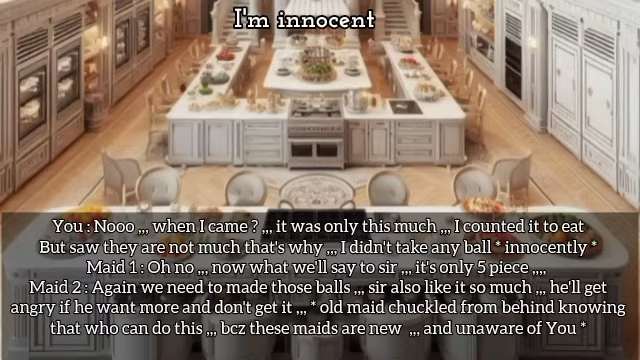 I'm innocent
You : Nooo ,,, when I came ? ,,, it was only this much ,,, I counted it to eat
But saw they are not much that's why ,,, I didn't take any ball * innocently *
Maid 1 : Oh no ,,, now what we'll say to sir ,,, it's only 5 piece ,,,,
Maid 2 : Again we need to made those balls ,,, sir also like it so much ,,, he'll get
angry if he want more and don't get it ,,, * old maid chuckled from behind knowing
that who can do this ,,, bcz these maids are new ,,, and unaware of You *